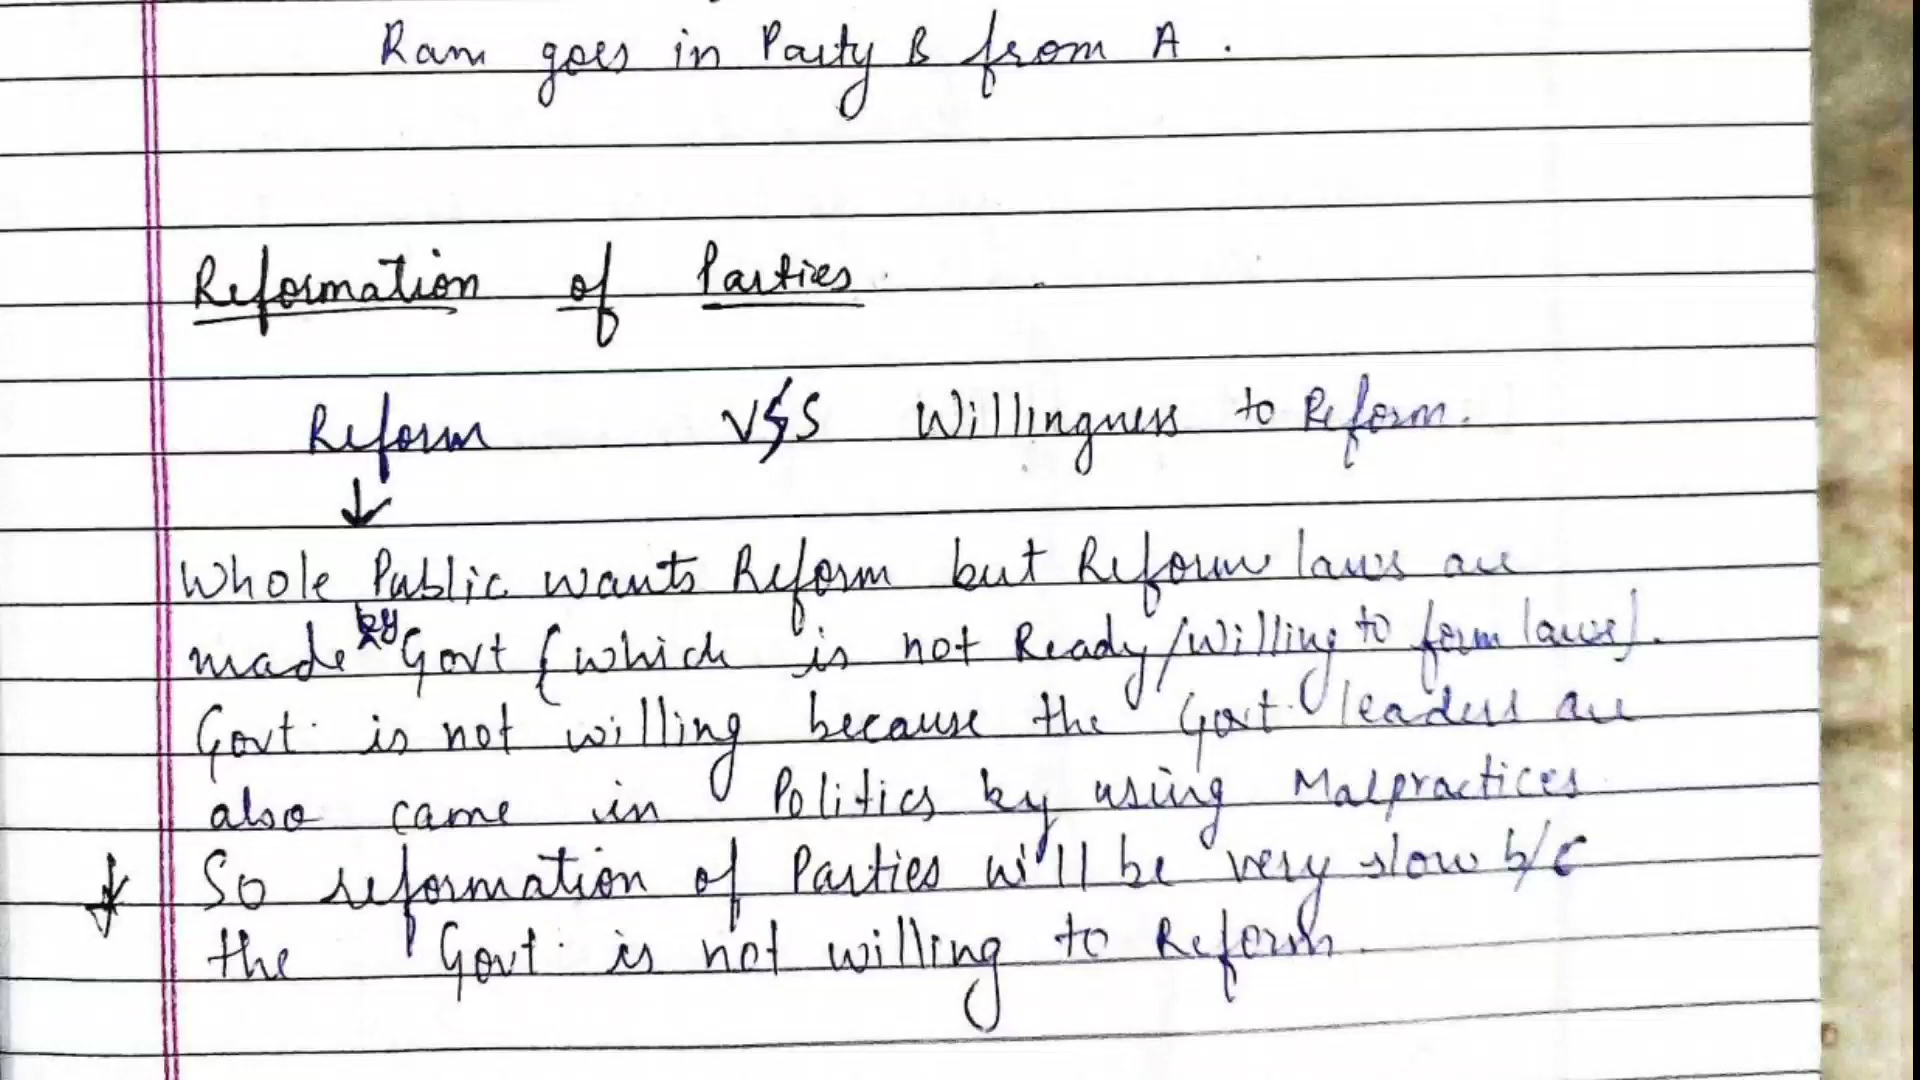 Ram goes in Party B from A.
Reformation of Parties
Reform V/S Willingness to Reform.
↓
Whole Public wants Reform but Reform laws are
made by Govt (which is not Ready/Willing to form laws).
Govt. is not willing because the Govt. leaders are
also came in Politics by using Malpractices
So reformation of Parties will be very slow b/c
the Govt. is not willing to Reform.